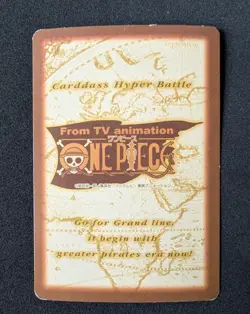 Carddass Hyper Battle
From TV animation
ワンピース
ONE PIECE
Go for Grand line.
it begin with
greater pirates era now!